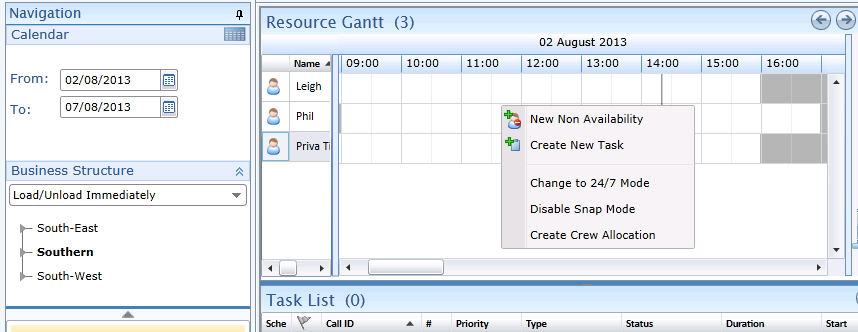 Navigation
Calendar
From: 02/08/2013
To: 07/08/2013
Business Structure
Load/Unload Immediately
South-East
Southern
South-West
Resource Gantt (3)
02 August 2013
Name 09:00 10:00 11:00 12:00 13:00 14:00 15:00 16:00
Leigh
Phil
Priva Ti
New Non Availability
Create New Task
Change to 24/7 Mode
Disable Snap Mode
Create Crew Allocation
Task List (0)
Sche Call ID # Priority Type Status Duration Start